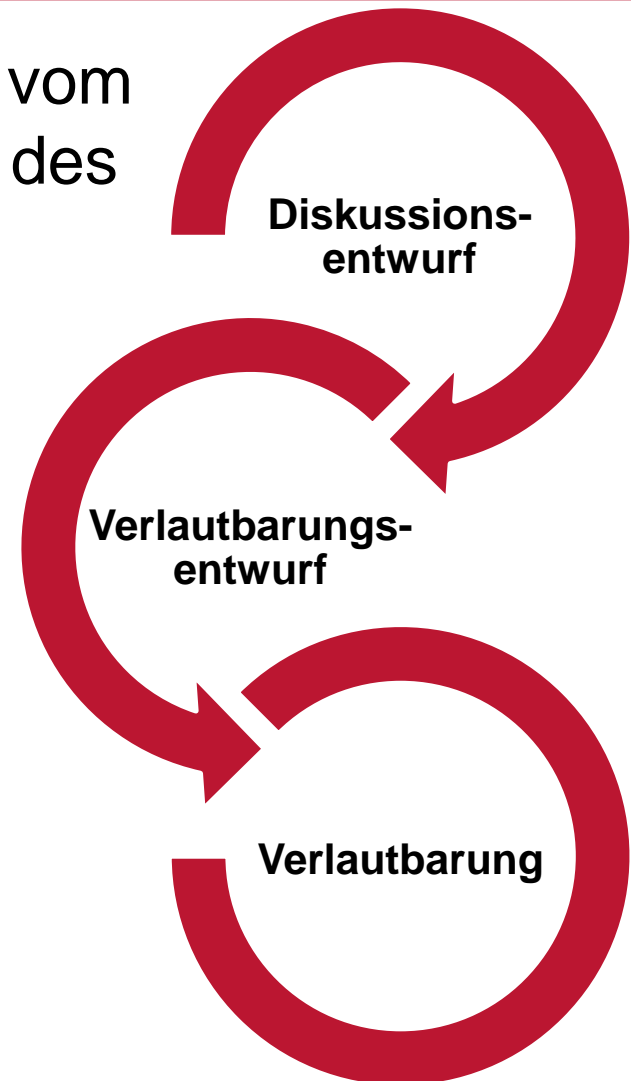 vom
des
Diskussions-
entwurf
Verlautbarungs-
entwurf
Verlautbarung